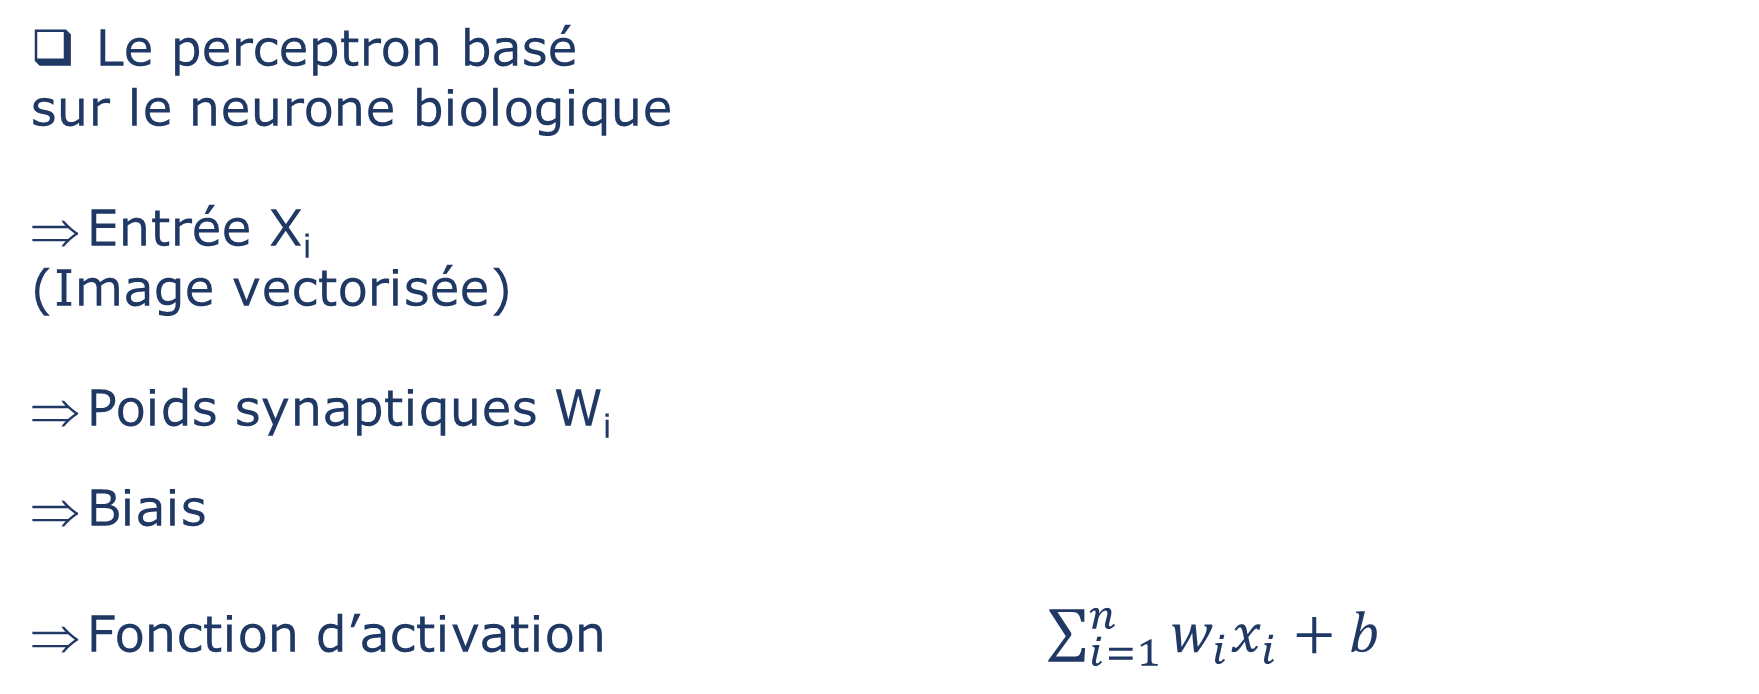 ❑ Le perceptron basé
sur le neurone biologique
⇒Entrée Xᵢ
(Image vectorisée)
⇒Poids synaptiques Wᵢ
⇒Biais
⇒Fonction d’activation
∑ⁿᵢ₌₁ wᵢxᵢ + b